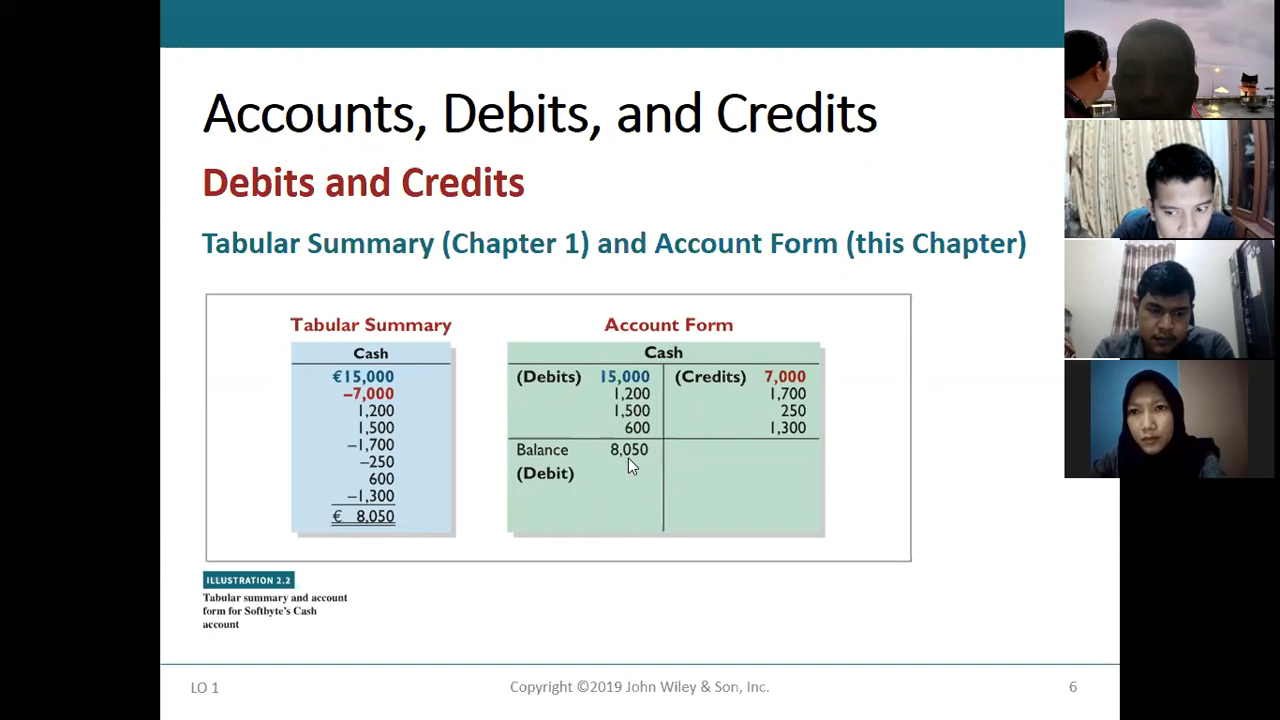 Accounts, Debits, and Credits
Debits and Credits
Tabular Summary (Chapter 1) and Account Form (this Chapter)
Tabular Summary
Cash
€15,000
–7,000
1,200
1,500
–1,700
–250
600
–1,300
€ 8,050
Account Form
Cash
(Debits) 15,000 (Credits) 7,000
1,200 1,700
1,500 250
600 1,300
Balance 8,050
(Debit)
ILLUSTRATION 2.2
Tabular summary and account
form for Softbyte's Cash
account
LO 1 Copyright ©2019 John Wiley & Son, Inc. 6